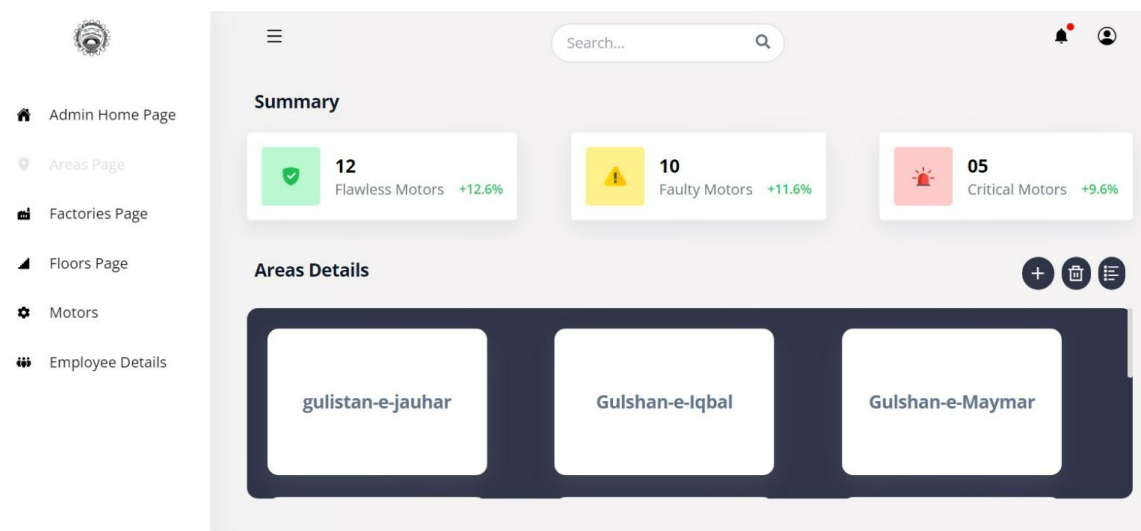 Search...
Admin Home Page
Areas Page
Factories Page
Floors Page
Motors
Employee Details
Summary
12
Flawless Motors +12.6%
10
Faulty Motors +11.6%
05
Critical Motors +9.6%
Areas Details
gulistan-e-jauhar
Gulshan-e-Iqbal
Gulshan-e-Maymar